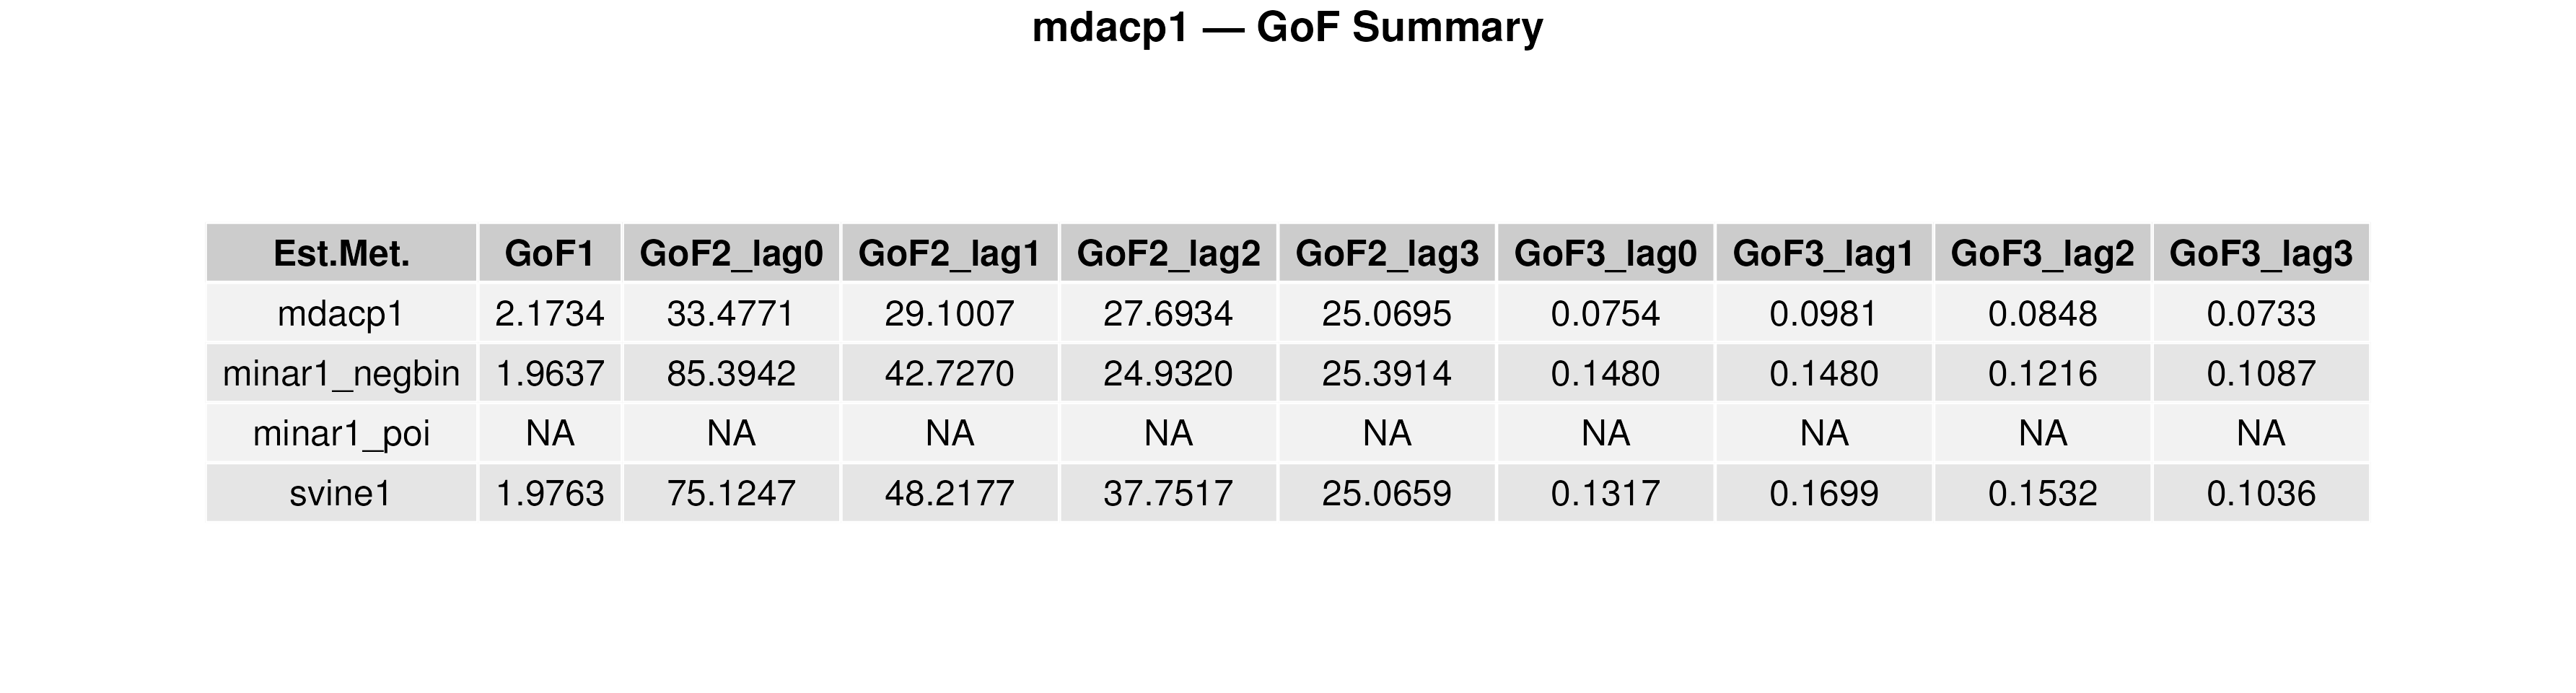 mdacp1 — GoF Summary
Est.Met. GoF1 GoF2_lag0 GoF2_lag1 GoF2_lag2 GoF2_lag3 GoF3_lag0 GoF3_lag1 GoF3_lag2 GoF3_lag3
mdacp1 2.1734 33.4771 29.1007 27.6934 25.0695 0.0754 0.0981 0.0848 0.0733
minar1_negbin 1.9637 85.3942 42.7270 24.9320 25.3914 0.1480 0.1480 0.1216 0.1087
minar1_poi NA NA NA NA NA NA NA NA NA
svine1 1.9763 75.1247 48.2177 37.7517 25.0659 0.1317 0.1699 0.1532 0.1036